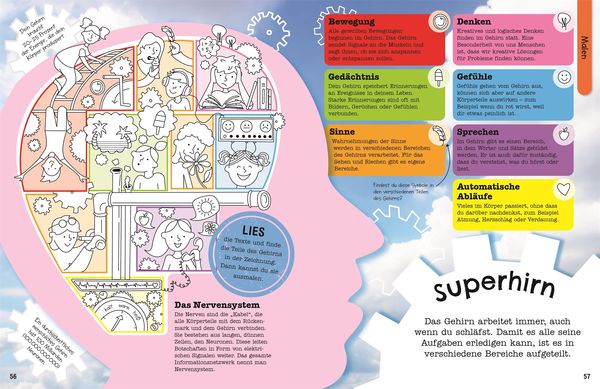 Dein Gehirn
braucht
20–25 Prozent
der Energie, die dein
Körper produziert.
LIES
die Texte und finde
die Teile des Gehirns
in der Zeichnung.
Dann kannst du sie
ausmalen.
Das Nervensystem
Die Nerven sind die „Kabel“, die
alle Körperteile mit dem Rücken-
mark und dem Gehirn verbinden.
Sie bestehen aus langen, dünnen
Zellen, den Neuronen. Diese leiten
Botschaften in Form von elektri-
schen Signalen weiter. Das gesamte
Informationsnetzwerk nennt man
Nervensystem.
Ein durchschnittliches
menschliches Gehirn
hat 100 Milliarden
(100.000.000.000)
Neuronen.
56
Bewegung
Alle gewollten Bewegungen
beginnen im Gehirn. Das Gehirn
sendet Signale an die Muskeln und
sagt ihnen, ob sie sich anspannen
oder entspannen sollen.
Gedächtnis
Dein Gehirn speichert Erinnerungen
an Ereignisse in deinem Leben.
Starke Erinnerungen sind oft mit
Bildern, Gerüchen oder Gefühlen
verbunden.
Sinne
Wahrnehmungen der Sinne
werden in verschiedenen Bereichen
des Gehirns verarbeitet. Für das
Sehen und Riechen gibt es eigene
Bereiche.
Findest du diese Symbole in
den verschiedenen Teilen
des Gehirns?
Denken
Kreatives und logisches Denken
finden im Gehirn statt. Eine
Besonderheit von uns Menschen
ist, dass wir kreative Lösungen
für Probleme finden können.
Gefühle
Gefühle gehen vom Gehirn aus,
können sich aber auf andere
Körperteile auswirken – zum
Beispiel wenn du rot wirst, weil
dir etwas peinlich ist.
Sprechen
Im Gehirn gibt es einen Bereich,
in dem Wörter und Sätze gebildet
werden. Er ist auch dafür zuständig,
dass du verstehst, was du hörst oder
liest.
Automatische
Abläufe
Vieles im Körper passiert, ohne dass
du darüber nachdenkst, zum Beispiel
Atmung, Herzschlag oder Verdauung.
Malen
superhirn
Das Gehirn arbeitet immer, auch
wenn du schläfst. Damit es alle seine
Aufgaben erledigen kann, ist es in
verschiedene Bereiche aufgeteilt.
57